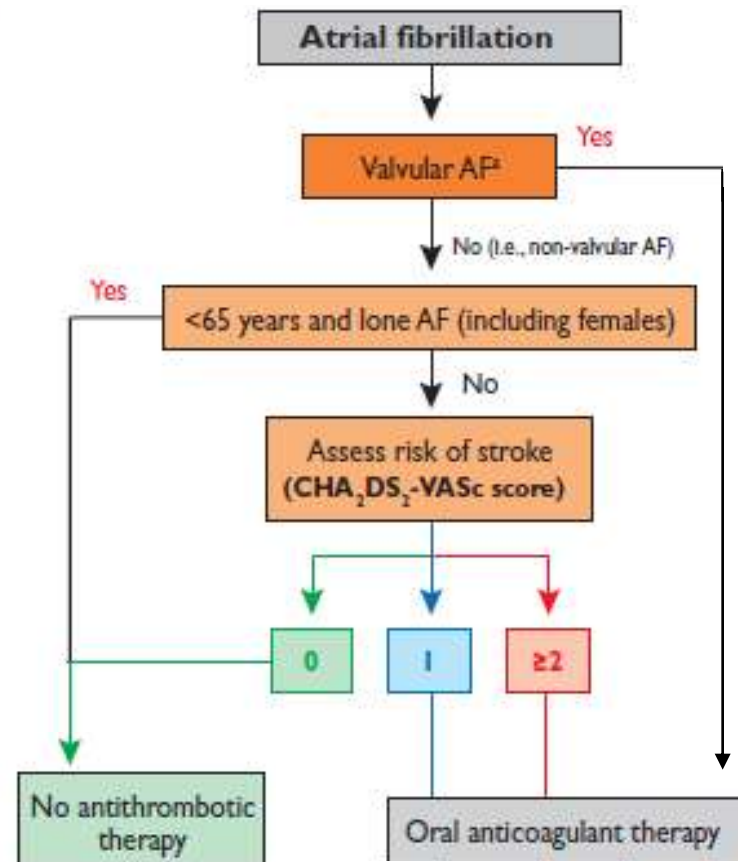 Atrial fibrillation
Yes
Valvular AFª
No (i.e., non-valvular AF)
Yes
<65 years and lone AF (including females)
No
Assess risk of stroke
(CHA₂DS₂-VASc score)
0
1
≥2
No antithrombotic
therapy
Oral anticoagulant therapy